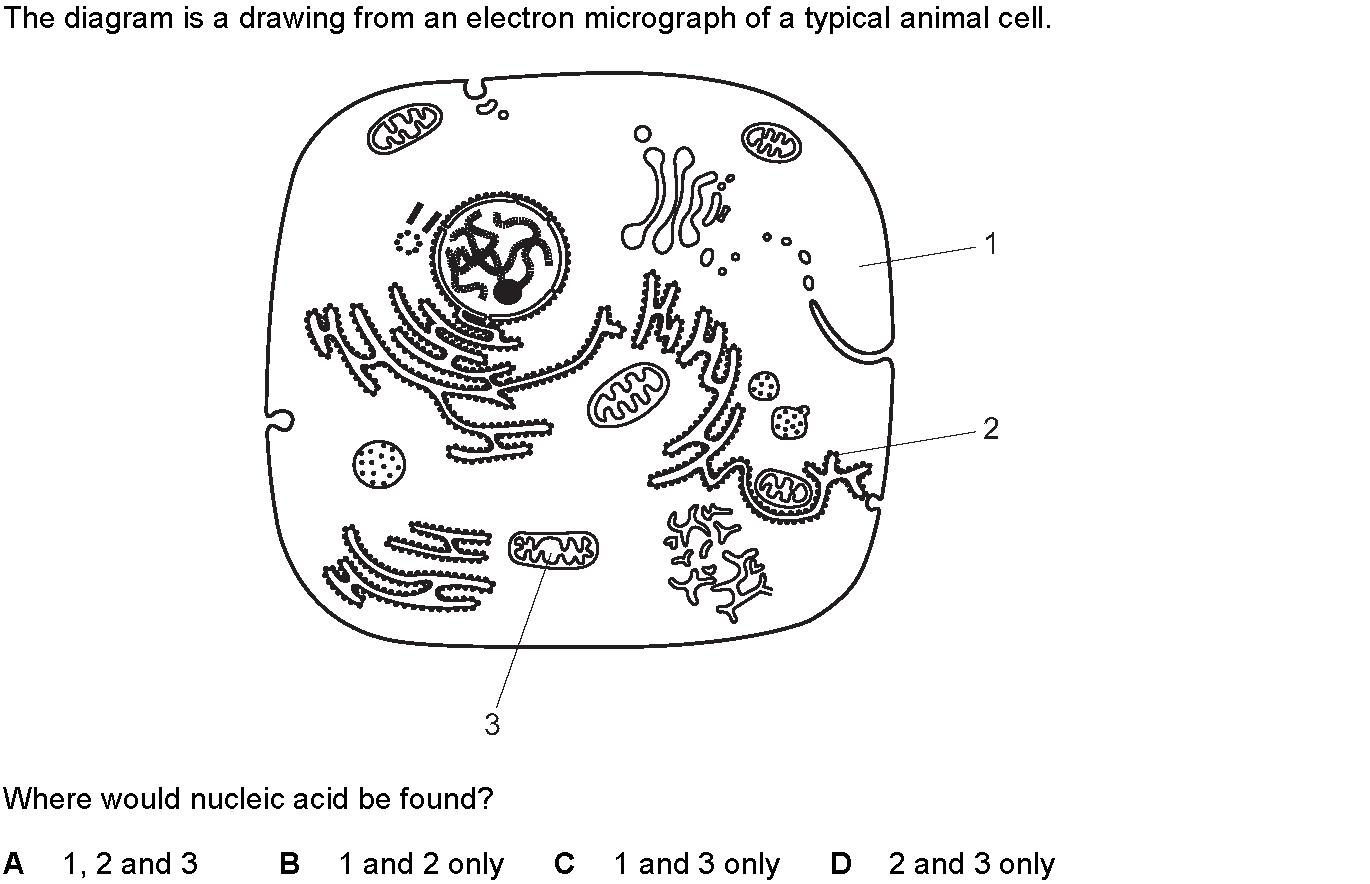 The diagram is a drawing from an electron micrograph of a typical animal cell.
1
2
3
Where would nucleic acid be found?
A 1, 2 and 3 B 1 and 2 only C 1 and 3 only D 2 and 3 only